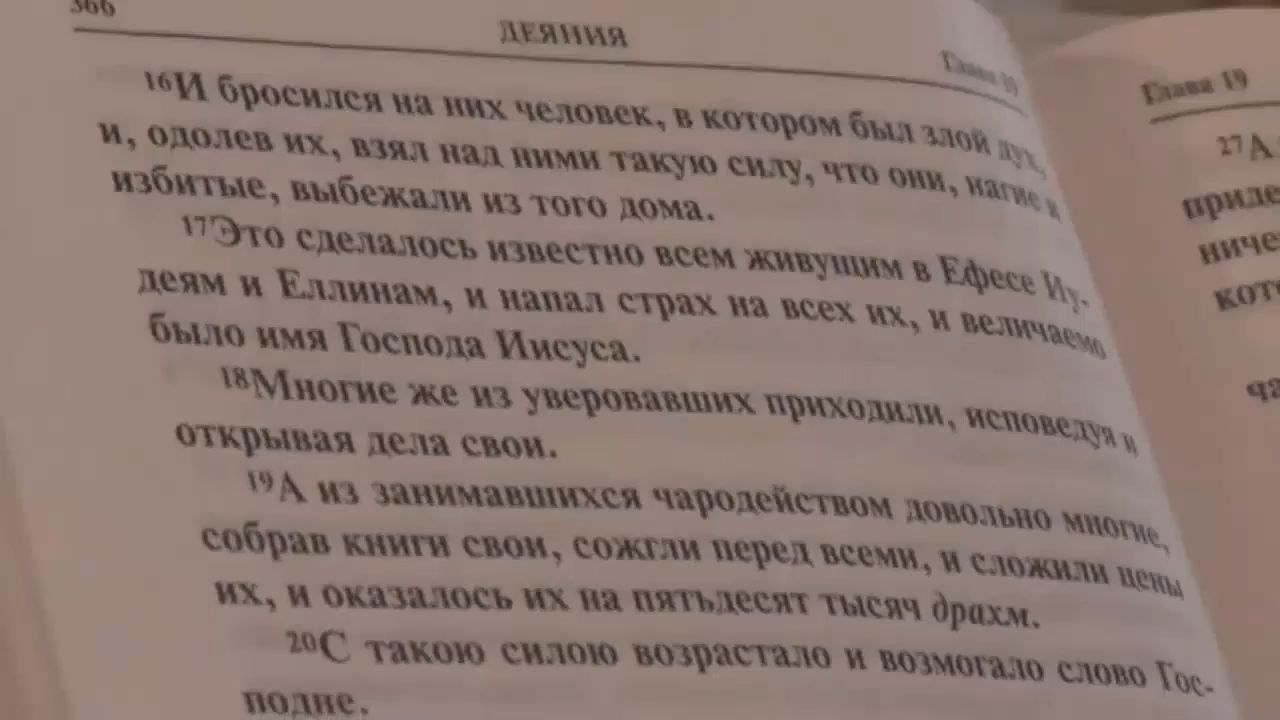 366
ДЕЯНИЯ
Глава 19
16И бросился на них человек, в котором был злой дух,
и, одолев их, взял над ними такую силу, что они, нагие и
избитые, выбежали из того дома.
17Это сделалось известно всем живущим в Ефесе Иу-
деям и Еллинам, и напал страх на всех их, и величаемо
было имя Господа Иисуса.
18Многие же из уверовавших приходили, исповедуя и
открывая дела свои.
19А из занимавшихся чародейством довольно многие,
собрав книги свои, сожгли перед всеми, и сложили цены
их, и оказалось их на пятьдесят тысяч драхм.
20С такою силою возрастало и возмогало слово Гос-
подне.
Глава 19
27А
приле
ниче
кот
ча